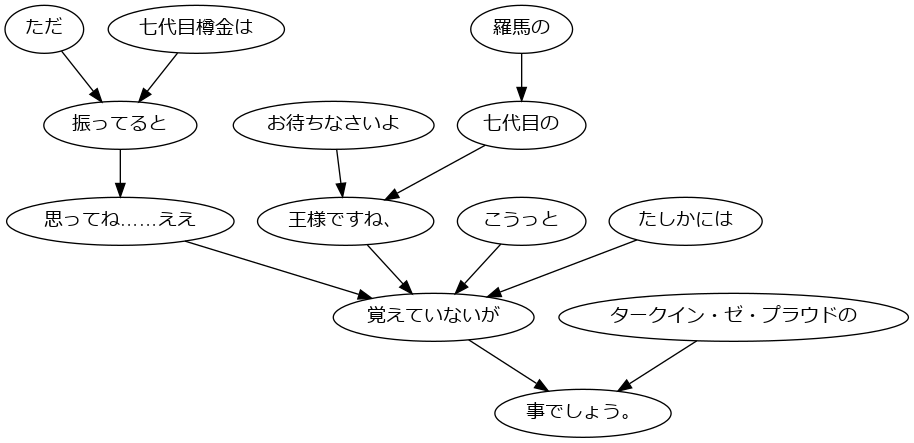 ただ
七代目樽金は
羅馬の
振ってると
お待ちなさいよ
七代目の
思ってね……ええ
王様ですね、
こうっと
たしかには
覚えていないが
タークイン・ゼ・プラウドの
事でしょう。